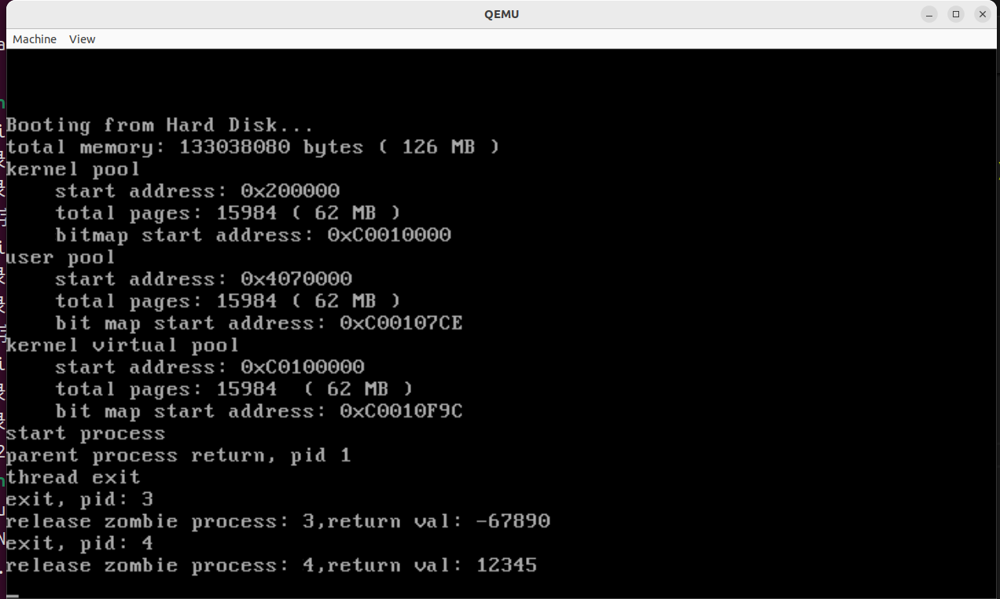 QEMU
Machine View
Booting from Hard Disk...
total memory: 133038080 bytes ( 126 MB )
kernel pool
    start address: 0x200000
    total pages: 15984 ( 62 MB )
    bitmap start address: 0xC0010000
user pool
    start address: 0x4070000
    total pages: 15984 ( 62 MB )
    bit map start address: 0xC00107CE
kernel virtual pool
    start address: 0xC0100000
    total pages: 15984  ( 62 MB )
    bit map start address: 0xC0010F9C
start process
parent process return, pid 1
thread exit
exit, pid: 3
release zombie process: 3,return val: -67890
exit, pid: 4
release zombie process: 4,return val: 12345